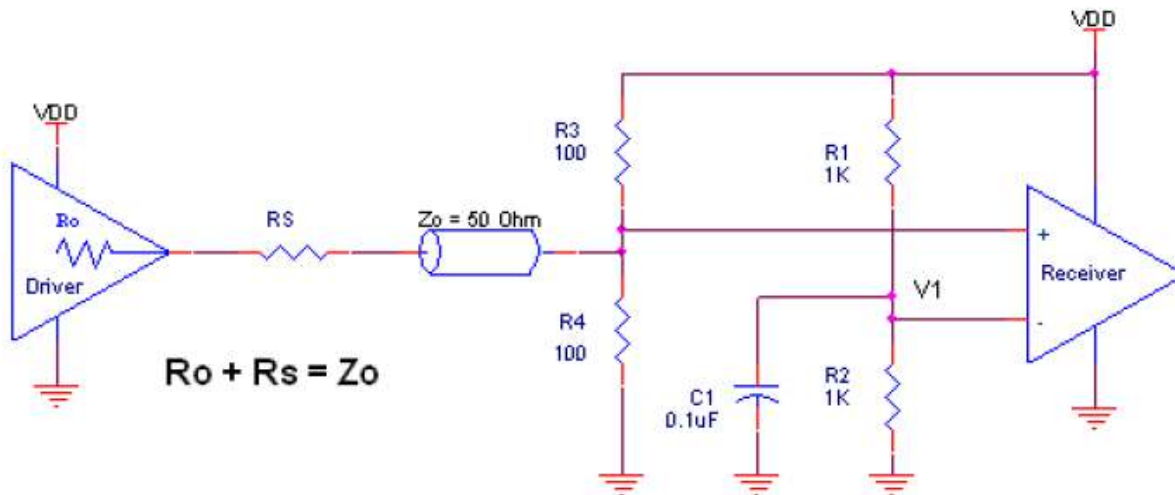 VDD
VDD
R3
100
R1
1K
Ro
RS
Zo = 50 Ohm
+
Driver
Receiver
V1
-
R4
100
Ro + Rs = Zo
C1
0.1uF
R2
1K